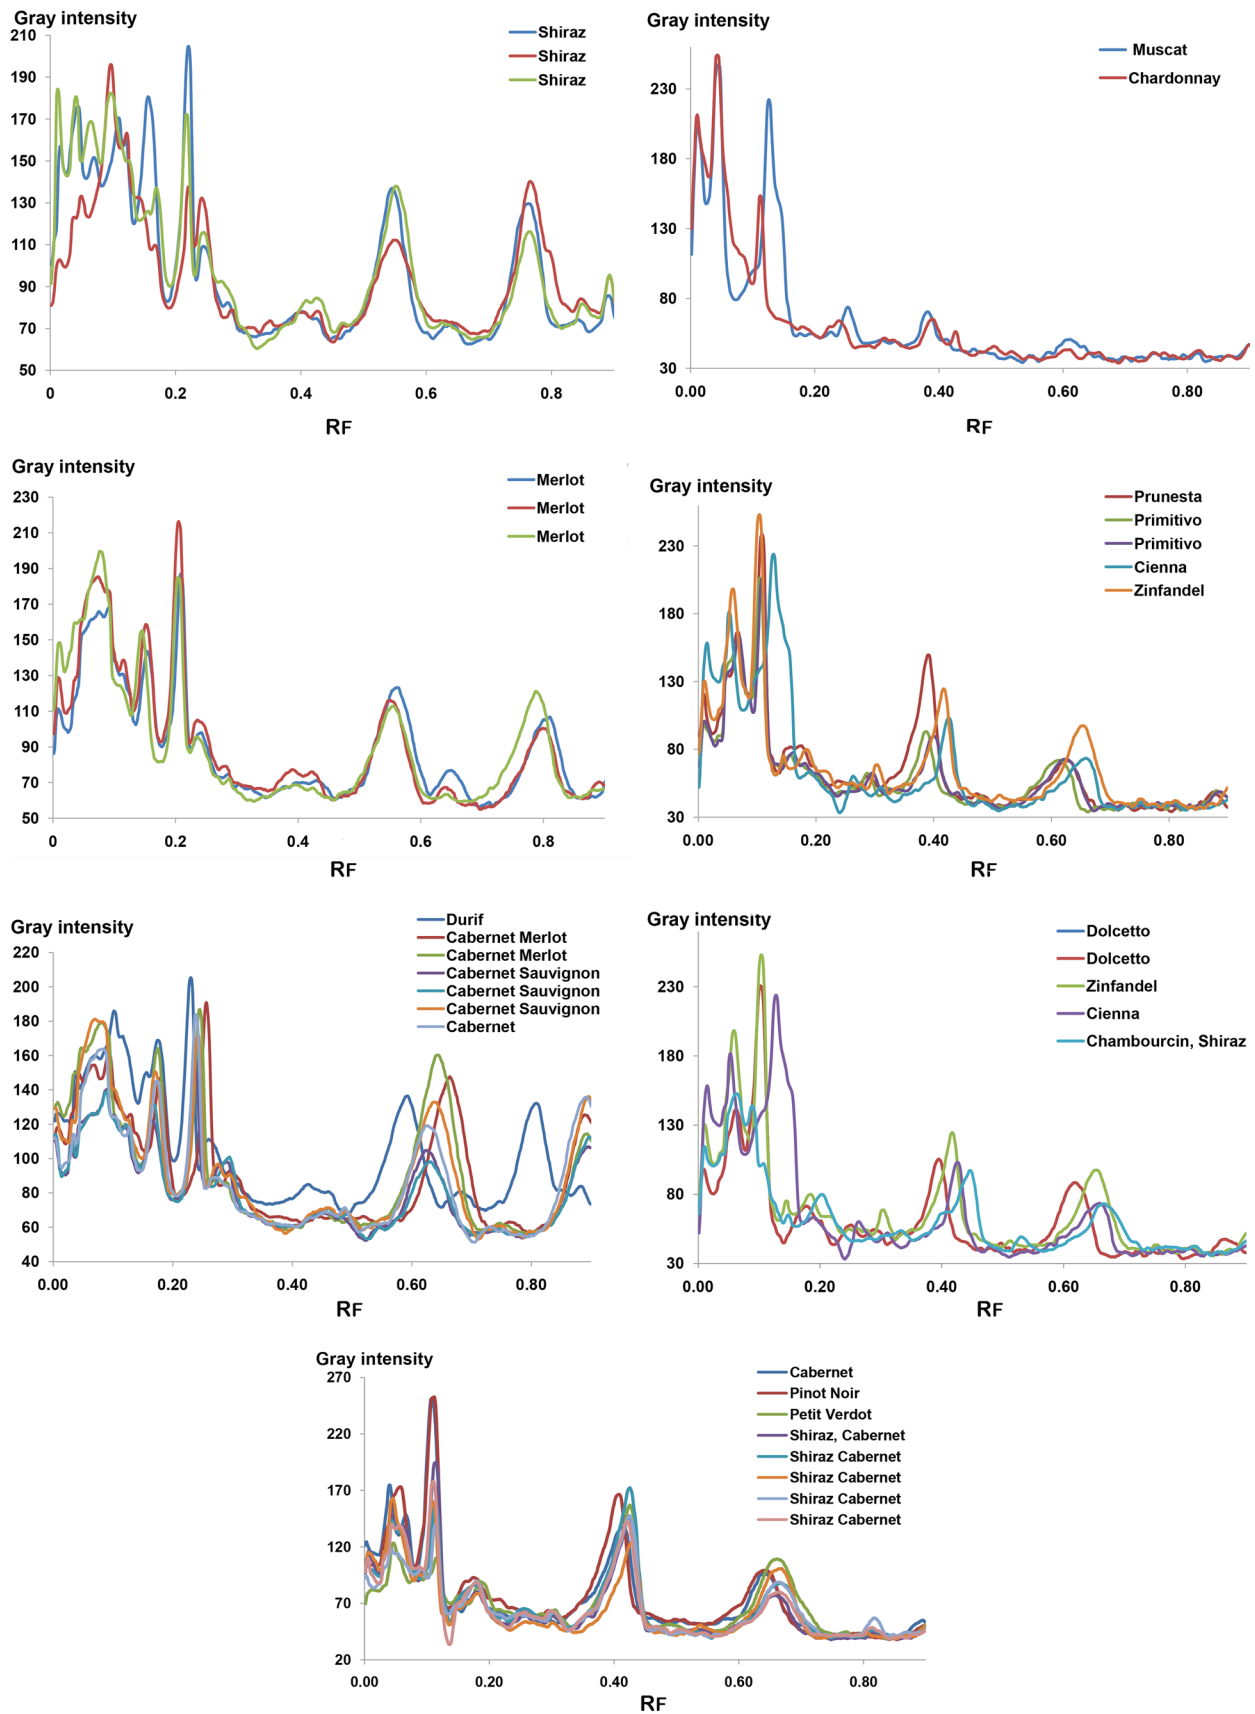 Gray intensity
Shiraz
Shiraz
Shiraz
210
190
170
150
130
110
90
70
50
0
0.2
0.4
0.6
0.8
RF
Gray intensity
Muscat
Chardonnay
230
180
130
80
30
0.00
0.20
0.40
0.60
0.80
RF
Gray intensity
Merlot
Merlot
Merlot
230
210
190
170
150
130
110
90
70
50
0
0.2
0.4
0.6
0.8
RF
Gray intensity
Prunesta
Primitivo
Primitivo
Cienna
Zinfandel
230
180
130
80
30
0.00
0.20
0.40
0.60
0.80
RF
Gray intensity
Durif
Cabernet Merlot
Cabernet Merlot
Cabernet Sauvignon
Cabernet Sauvignon
Cabernet Sauvignon
Cabernet
220
200
180
160
140
120
100
80
60
40
0.00
0.20
0.40
0.60
0.80
RF
Gray intensity
Dolcetto
Dolcetto
Zinfandel
Cienna
Chambourcin, Shiraz
230
180
130
80
30
0.00
0.20
0.40
0.60
0.80
RF
Gray intensity
Cabernet
Pinot Noir
Petit Verdot
Shiraz, Cabernet
Shiraz Cabernet
Shiraz Cabernet
Shiraz Cabernet
Shiraz Cabernet
270
220
170
120
70
20
0.00
0.20
0.40
0.60
0.80
RF